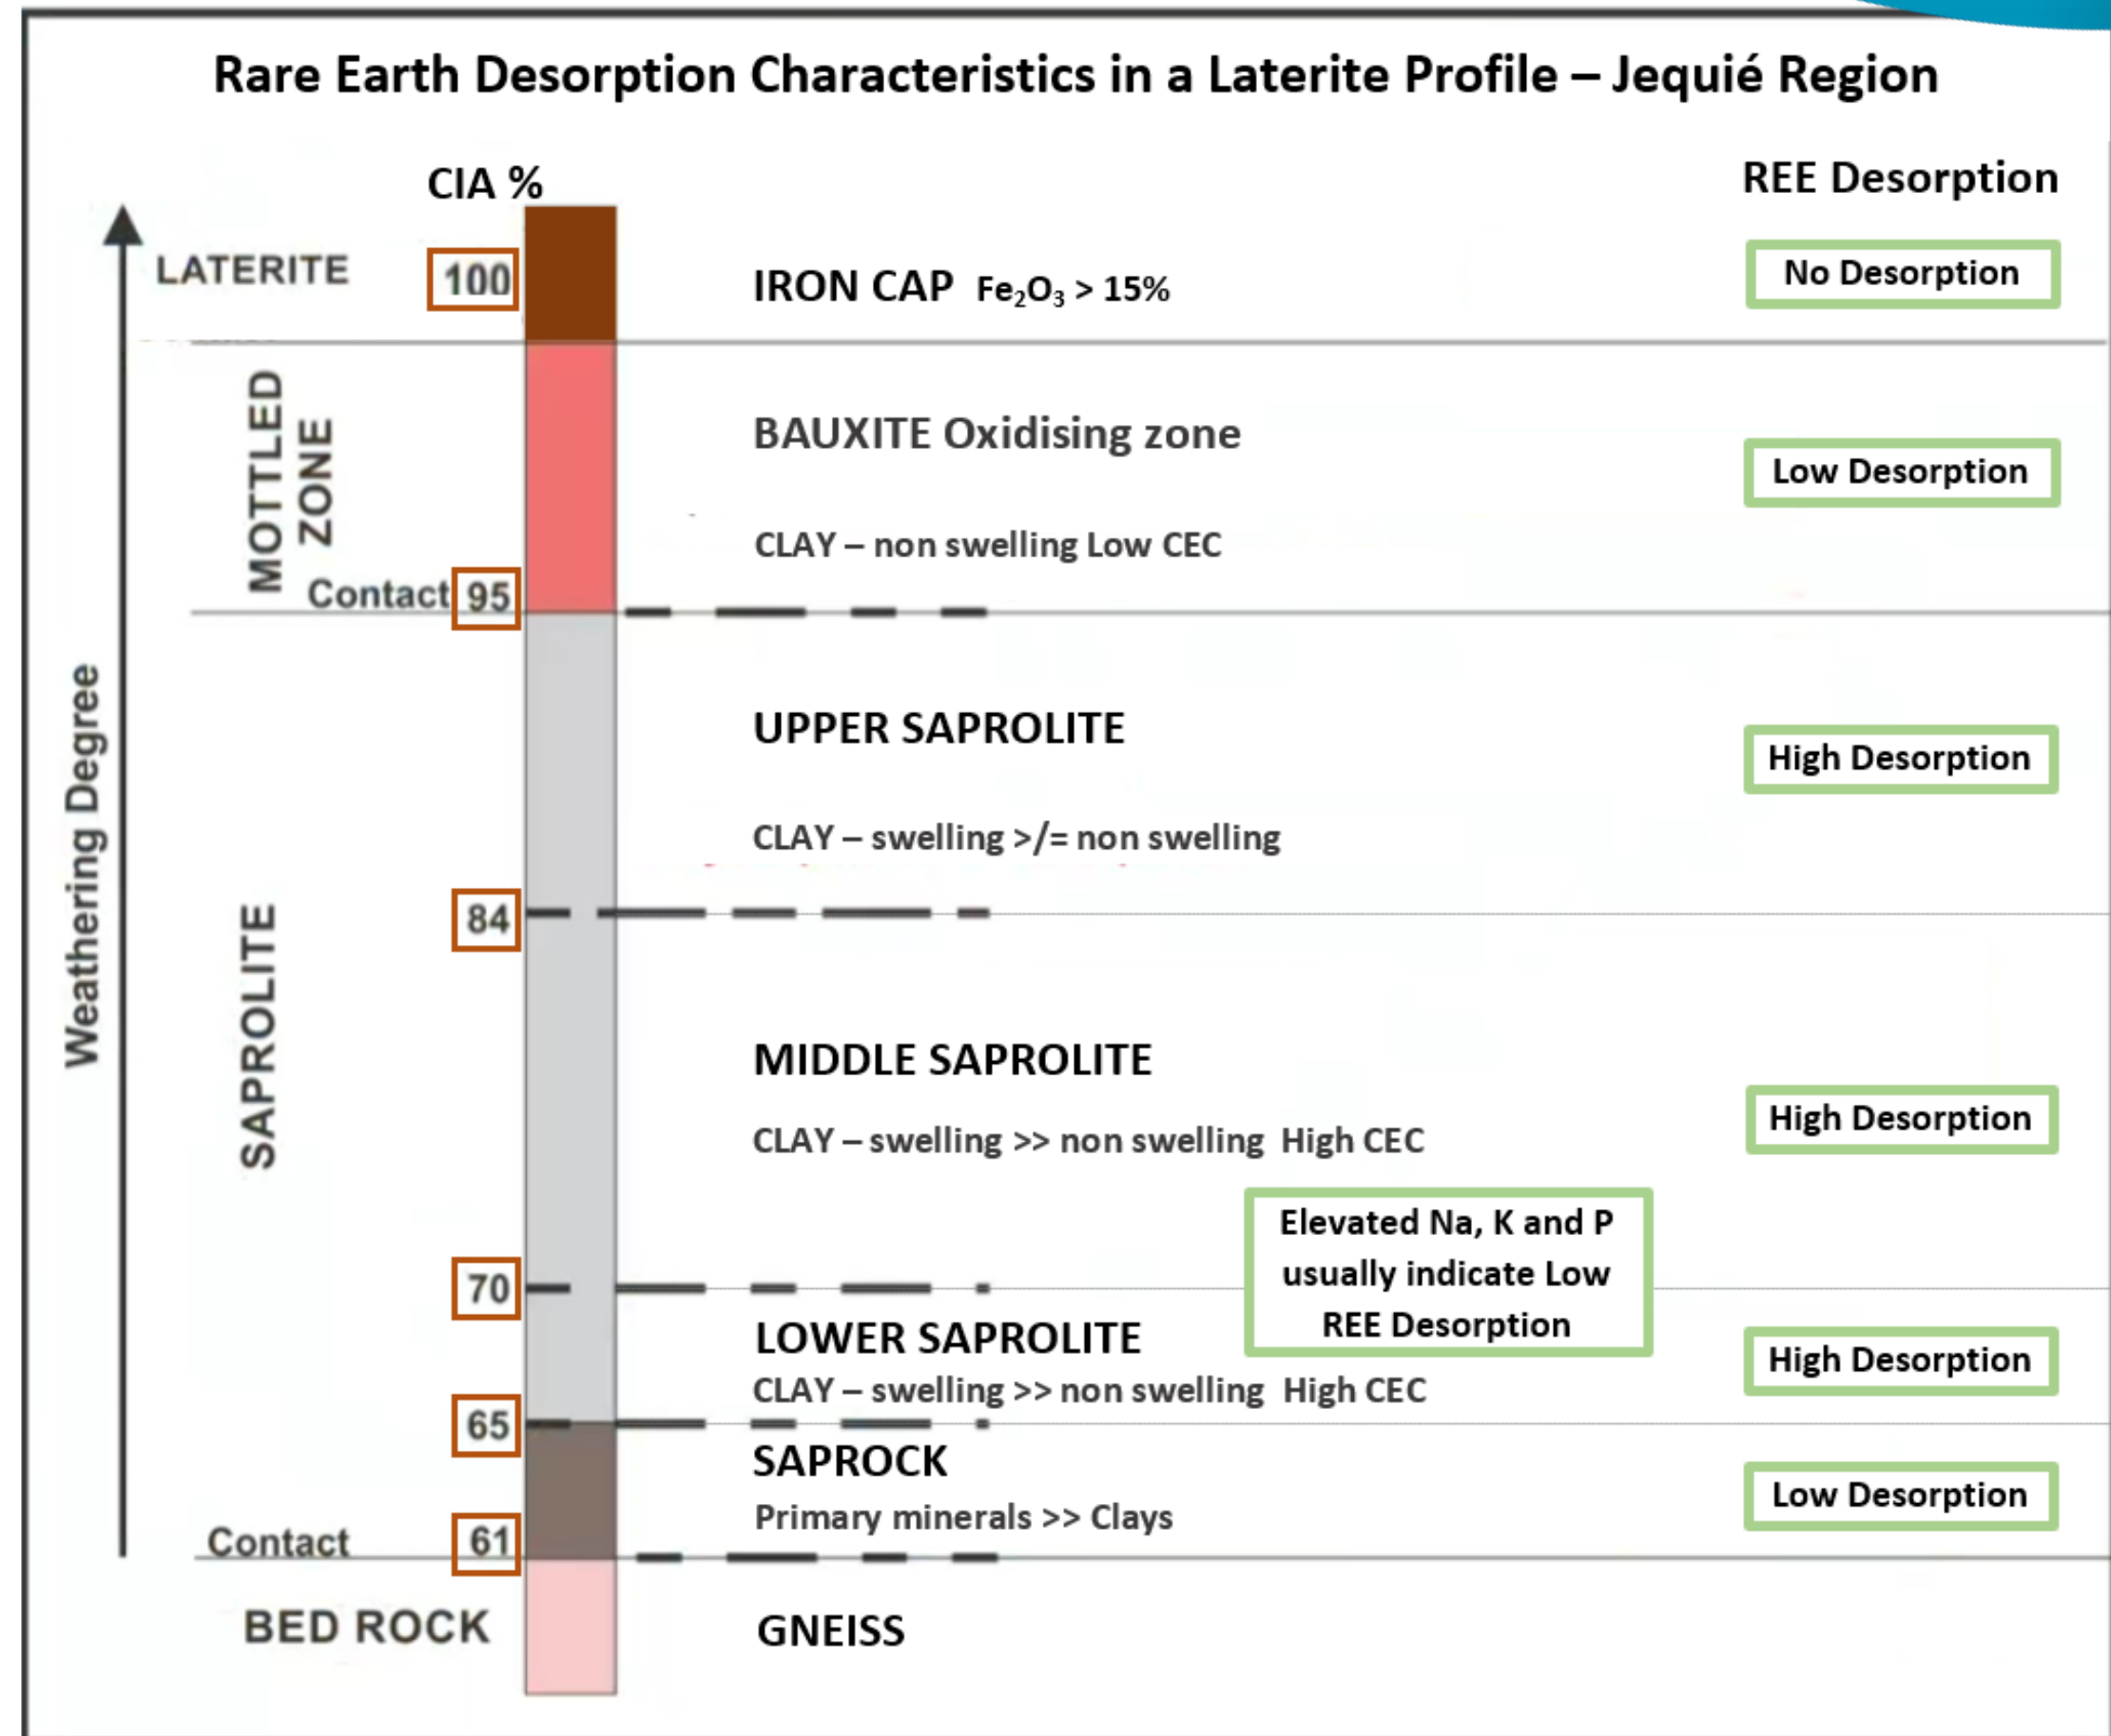 Rare Earth Desorption Characteristics in a Laterite Profile – Jequié Region
CIA %
REE Desorption
LATERITE
100
IRON CAP Fe₂O₃ > 15%
No Desorption
MOTTLED
ZONE
BAUXITE Oxidising zone
Low Desorption
CLAY – non swelling Low CEC
Contact 95
Weathering Degree
SAPROLITE
UPPER SAPROLITE
High Desorption
CLAY – swelling >/= non swelling
84
MIDDLE SAPROLITE
High Desorption
CLAY – swelling >> non swelling High CEC
Elevated Na, K and P
usually indicate Low
REE Desorption
70
LOWER SAPROLITE
High Desorption
CLAY – swelling >> non swelling High CEC
65
SAPROCK
Low Desorption
Primary minerals >> Clays
Contact 61
BED ROCK
GNEISS